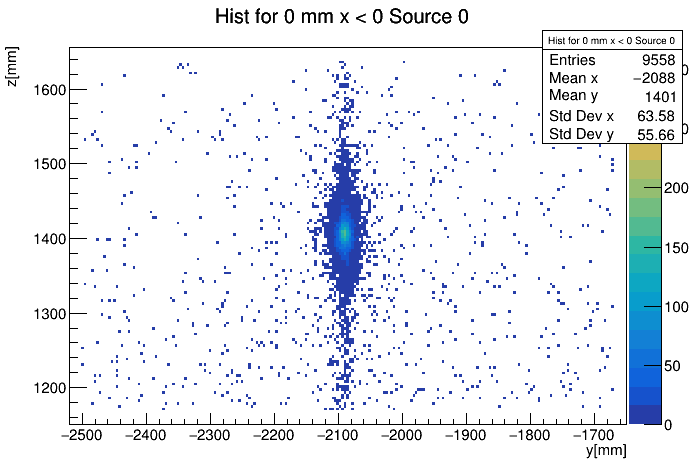 Hist for 0 mm x < 0 Source 0
z[mm]
Hist for 0 mm x < 0 Source 0
Entries 9558
Mean x −2088
Mean y 1401
Std Dev x 63.58
Std Dev y 55.66
1600
1500
1400
1300
1200
200
150
100
50
0
−2500 −2400 −2300 −2200 −2100 −2000 −1900 −1800 −1700
y[mm]